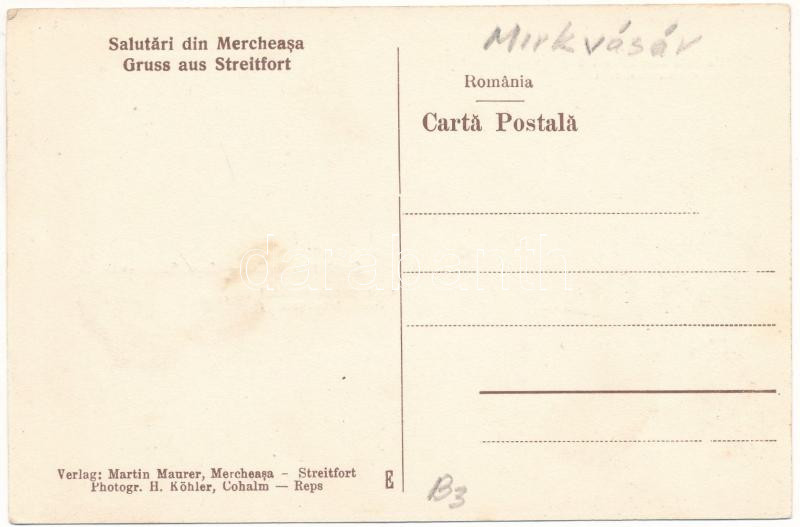 Salutări din Mercheaşa
Gruss aus Streitfort
Mirkvásár
România
Cartă Postală
darabanth
Verlag: Martin Maurer, Mercheaşa - Streitfort
Photogr. H. Köhler, Cohalm — Reps
E
B3